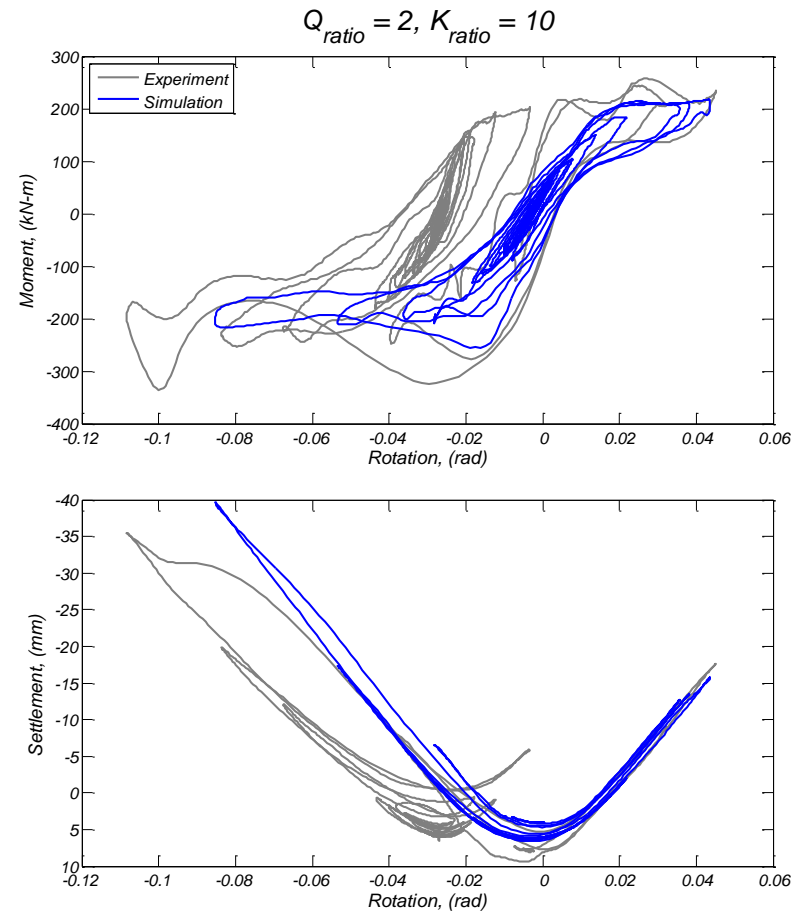 Q_ratio = 2, K_ratio = 10
300
Experiment
Simulation
200
100
0
-100
-200
-300
-400
Moment, (kN-m)
-0.12 -0.1 -0.08 -0.06 -0.04 -0.02 0 0.02 0.04 0.06
Rotation, (rad)
-40
-35
-30
-25
-20
-15
-10
-5
0
5
10
Settlement, (mm)
-0.12 -0.1 -0.08 -0.06 -0.04 -0.02 0 0.02 0.04 0.06
Rotation, (rad)